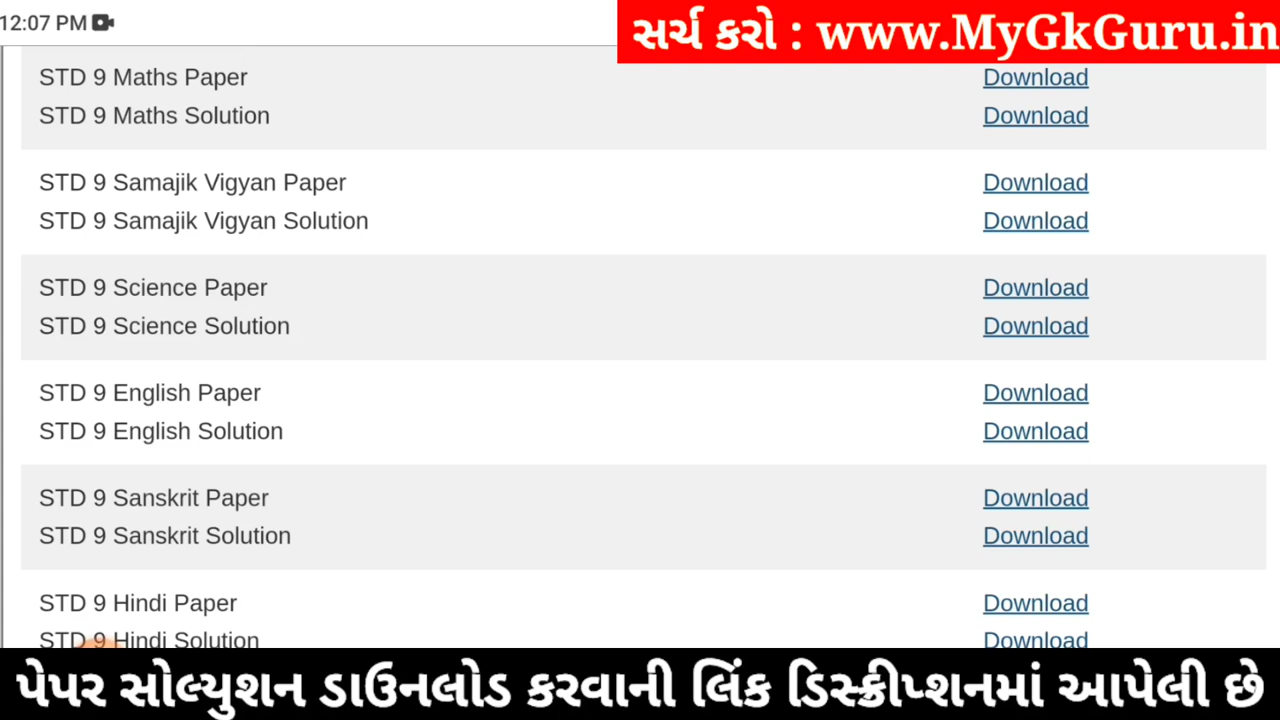 12:07 PM
સર્ચ કરો : www.MyGkGuru.in
STD 9 Maths Paper Download
STD 9 Maths Solution Download
STD 9 Samajik Vigyan Paper Download
STD 9 Samajik Vigyan Solution Download
STD 9 Science Paper Download
STD 9 Science Solution Download
STD 9 English Paper Download
STD 9 English Solution Download
STD 9 Sanskrit Paper Download
STD 9 Sanskrit Solution Download
STD 9 Hindi Paper Download
STD 9 Hindi Solution Download
પેપર સોલ્યુશન ડાઉનલોડ કરવાની લિંક ડિસ્ક્રીપ્શનમાં આપેલી છે